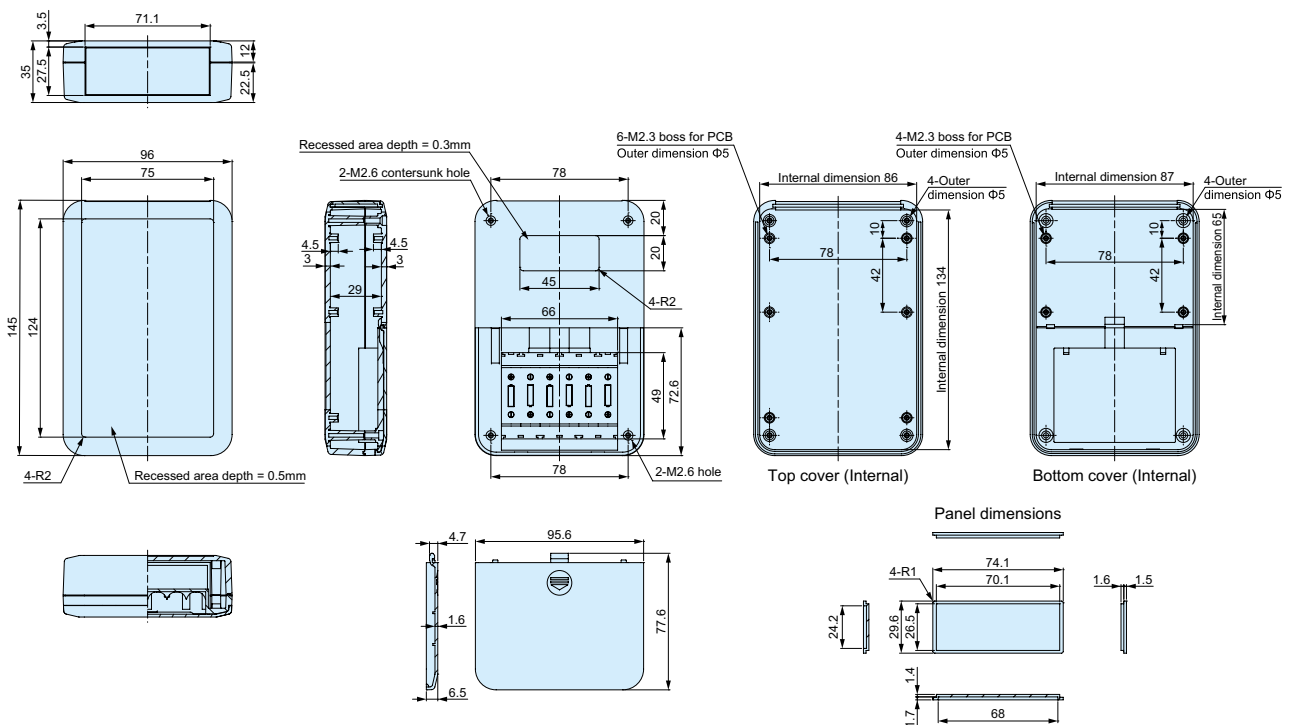 71.1
3.5
35
27.5
12
22.5
96
75
145
124
4-R2
Recessed area depth = 0.5mm
4.5
4.5
3
3
29
Recessed area depth = 0.3mm
2-M2.6 contersunk hole
78
20
20
45
4-R2
66
49
72.6
78
2-M2.6 hole
6-M2.3 boss for PCB
Outer dimension Φ5
Internal dimension 86
4-Outer
dimension Φ5
10
78
42
Internal dimension 134
Top cover (Internal)
4-M2.3 boss for PCB
Outer dimension Φ5
Internal dimension 87
4-Outer
dimension Φ5
10
78
42
Internal dimension 65
Bottom cover (Internal)
4.7
95.6
1.6
77.6
6.5
Panel dimensions
74.1
4-R1
70.1
1.6
1.5
24.2
29.6
26.5
1.4
1.7
68